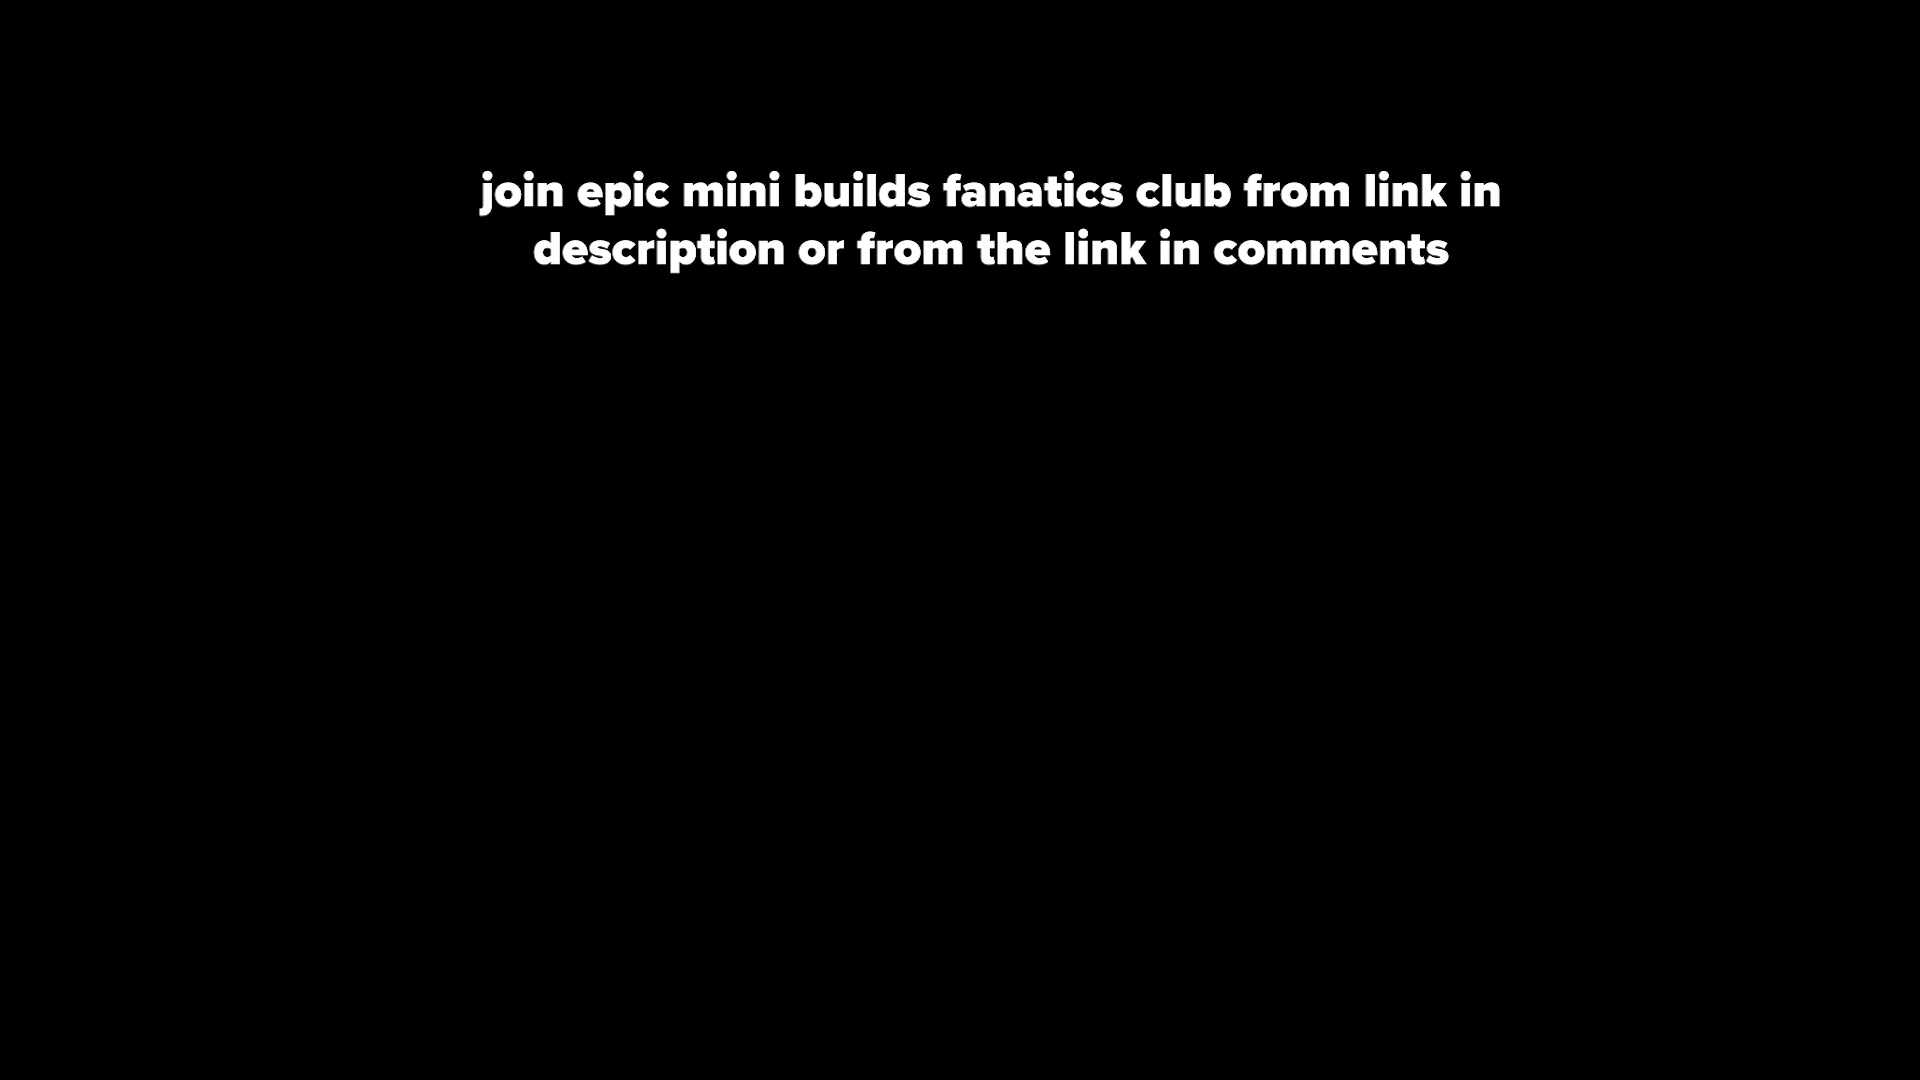 join epic mini builds fanatics club from link in
description or from the link in comments